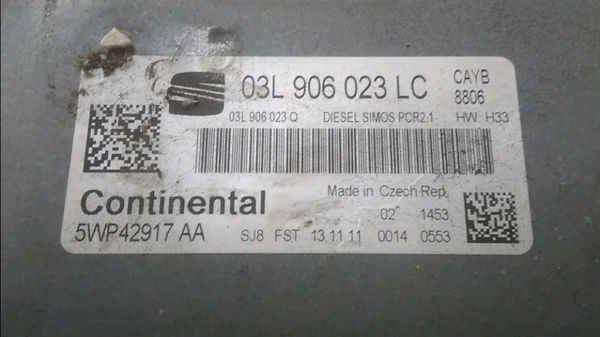 03L 906 023 LC CAYB
8806
03L 906 023 Q DIESEL SIMOS PCR2.1- HW H33
Made in Czech Rep.
Continental 02 1453
5WP42917 AA SJ8 FST 13.11.11 0014 0553